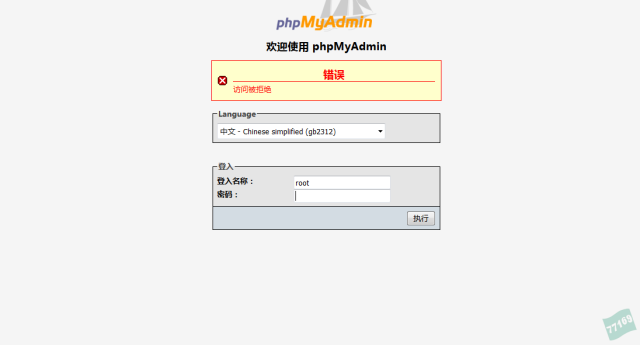 phpMyAdmin
欢迎使用 phpMyAdmin
错误
访问被拒绝
Language
中文 - Chinese simplified (gb2312)
登入
登入名称：
root
密码：
执行
77169